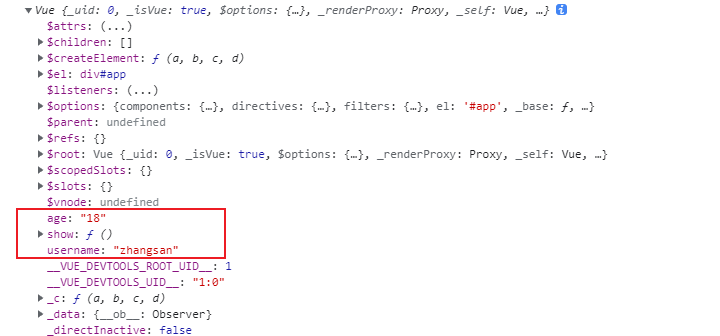 Vue {_uid: 0, _isVue: true, $options: {…}, _renderProxy: Proxy, _self: Vue, …}
$attrs: (...)
$children: []
$createElement: ƒ (a, b, c, d)
$el: div#app
$listeners: (...)
$options: {components: {…}, directives: {…}, filters: {…}, el: '#app', _base: ƒ, …}
$parent: undefined
$refs: {}
$root: Vue {_uid: 0, _isVue: true, $options: {…}, _renderProxy: Proxy, _self: Vue, …}
$scopedSlots: {}
$slots: {}
$vnode: undefined
age: "18"
show: ƒ ()
username: "zhangsan"
__VUE_DEVTOOLS_ROOT_UID__: 1
__VUE_DEVTOOLS_UID__: "1:0"
_c: ƒ (a, b, c, d)
_data: {__ob__: Observer}
_directInactive: false